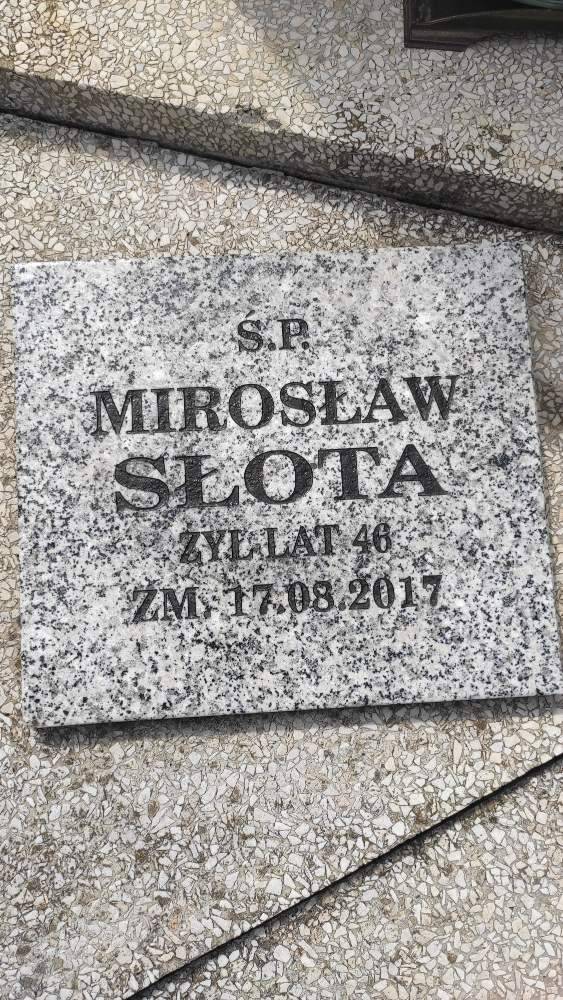 Ś.P.
MIROSŁAW
SŁOTA
ŻYŁ LAT 46
ZM. 17.08.2017